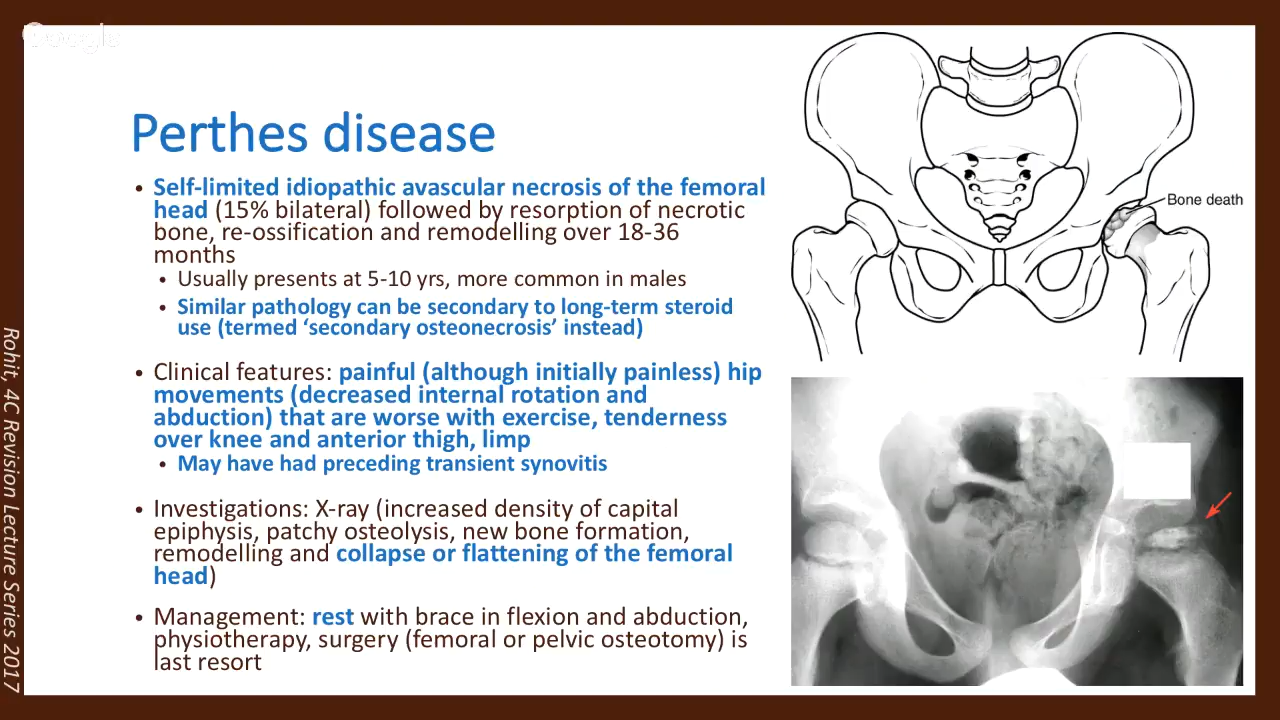 Google
Perthes disease
• Self-limited idiopathic avascular necrosis of the femoral
head (15% bilateral) followed by resorption of necrotic
bone, re-ossification and remodelling over 18-36
months
• Usually presents at 5-10 yrs, more common in males
• Similar pathology can be secondary to long-term steroid
use (termed ‘secondary osteonecrosis’ instead)
• Clinical features: painful (although initially painless) hip
movements (decreased internal rotation and
abduction) that are worse with exercise, tenderness
over knee and anterior thigh, limp
• May have had preceding transient synovitis
• Investigations: X-ray (increased density of capital
epiphysis, patchy osteolysis, new bone formation,
remodelling and collapse or flattening of the femoral
head)
• Management: rest with brace in flexion and abduction,
physiotherapy, surgery (femoral or pelvic osteotomy) is
last resort
Bone death
Rohit, 4C Revision Lecture Series 2017